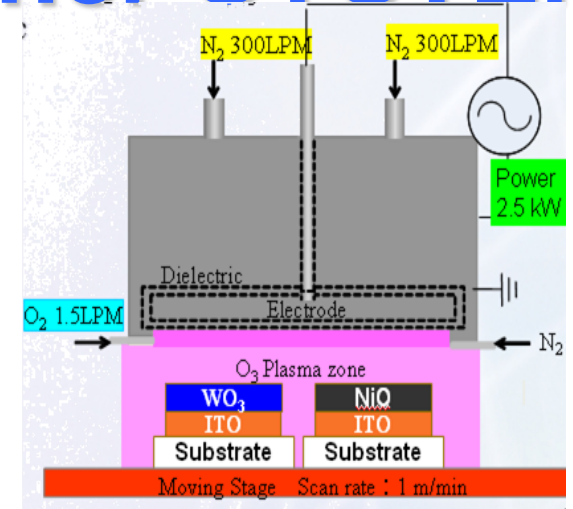 N2 300LPM
N2 300LPM
Power
2.5 kW
Dielectric
Electrode
O2 1.5LPM
N2
O3 Plasma zone
WO3
NiO
ITO
ITO
Substrate
Substrate
Moving Stage Scan rate：1 m/min